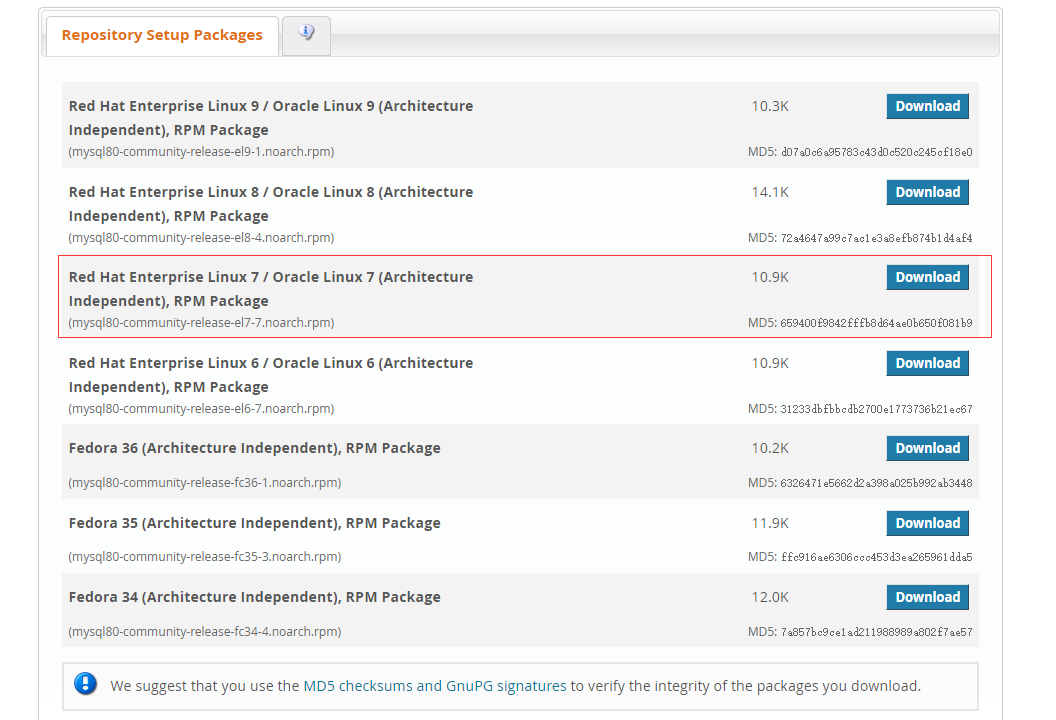 Repository Setup Packages
Red Hat Enterprise Linux 9 / Oracle Linux 9 (Architecture 10.3K Download
Independent), RPM Package
(mysql80-community-release-el9-1.noarch.rpm) MD5: d07a0c6a95783c43d0c520c245cf18e0
Red Hat Enterprise Linux 8 / Oracle Linux 8 (Architecture 14.1K Download
Independent), RPM Package
(mysql80-community-release-el8-4.noarch.rpm) MD5: 72a4647a99c7ac1e3a8efb874b1d4af4
Red Hat Enterprise Linux 7 / Oracle Linux 7 (Architecture 10.9K Download
Independent), RPM Package
(mysql80-community-release-el7-7.noarch.rpm) MD5: 659400f9842fffb8d64ae0b650f081b9
Red Hat Enterprise Linux 6 / Oracle Linux 6 (Architecture 10.9K Download
Independent), RPM Package
(mysql80-community-release-el6-7.noarch.rpm) MD5: 31233dbfbbcdb2700e1773736b21ec67
Fedora 36 (Architecture Independent), RPM Package 10.2K Download
(mysql80-community-release-fc36-1.noarch.rpm) MD5: 6326471e5662d2a398a025b992ab3448
Fedora 35 (Architecture Independent), RPM Package 11.9K Download
(mysql80-community-release-fc35-3.noarch.rpm) MD5: ffc916ae6306ccc453d3ea265961dda5
Fedora 34 (Architecture Independent), RPM Package 12.0K Download
(mysql80-community-release-fc34-4.noarch.rpm) MD5: 7a857bc9ce1ad211988989a802f7ae57
We suggest that you use the MD5 checksums and GnuPG signatures to verify the integrity of the packages you download.